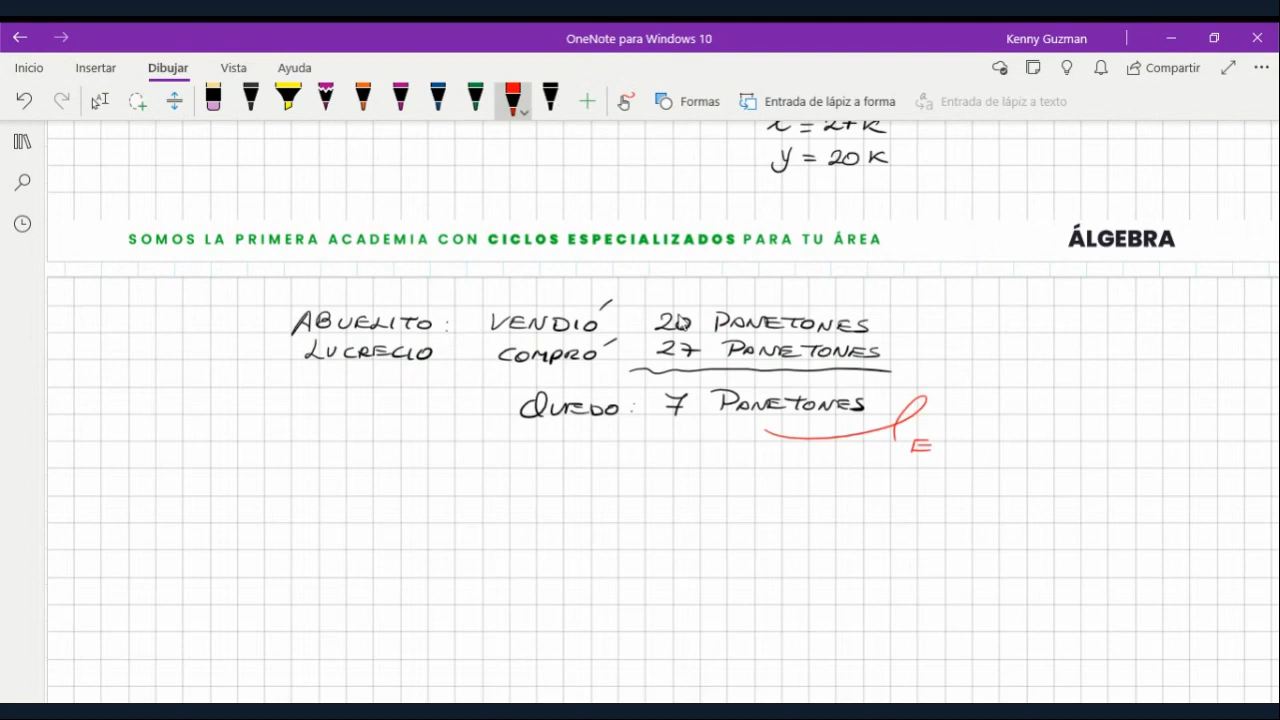 OneNote para Windows 10
Kenny Guzman
Inicio
Insertar
Dibujar
Vista
Ayuda
Compartir
Formas
Entrada de lápiz a forma
Entrada de lápiz a texto
x = 27 K
y = 20 K
SOMOS LA PRIMERA ACADEMIA CON CICLOS ESPECIALIZADOS PARA TU ÁREA
ÁLGEBRA
ABUELITO : VENDIÓ 20 PANETONES
LUCRECIO COMPRÓ 27 PANETONES
QUEDO : 7 PANETONES
E